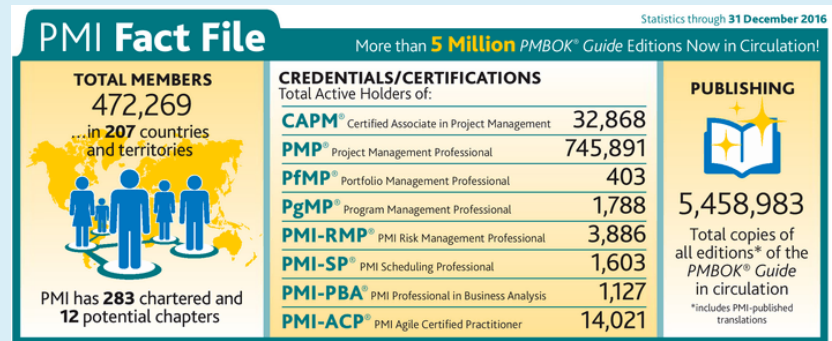 Statistics through 31 December 2016
PMI Fact File
More than 5 Million PMBOK® Guide Editions Now in Circulation!
TOTAL MEMBERS
472,269
...in 207 countries
and territories
PMI has 283 chartered and
12 potential chapters
CREDENTIALS/CERTIFICATIONS
Total Active Holders of:
CAPM® Certified Associate in Project Management 32,868
PMP® Project Management Professional 745,891
PfMP® Portfolio Management Professional 403
PgMP® Program Management Professional 1,788
PMI-RMP® PMI Risk Management Professional 3,886
PMI-SP® PMI Scheduling Professional 1,603
PMI-PBA® PMI Professional in Business Analysis 1,127
PMI-ACP® PMI Agile Certified Practitioner 14,021
PUBLISHING
5,458,983
Total copies of
all editions* of the
PMBOK® Guide
in circulation
*includes PMI-published
translations